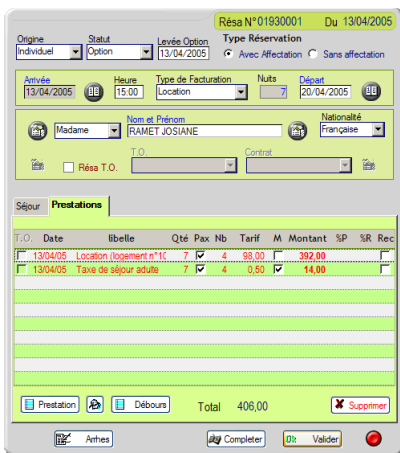 Résa N° 01930001 Du 13/04/2005
Origine Statut Levée Option Type Réservation
Individuel Option 13/04/2005 Avec Affectation Sans affectation
Arrivée Heure Type de Facturation Nuits Départ
13/04/2005 15:00 Location 7 20/04/2005
Nom et Prénom Nationalité
Madame RAMET JOSIANE Française
T.O. Contrat
Résa T.O.
Séjour Prestations
T.O. Date libelle Qté Pax Nb Tarif M Montant %P %R Rec
13/04/05 Location (logement n°10 7 4 98,00 392,00
13/04/05 Taxe de séjour adulte 7 4 0,50 14,00
Prestation Débours Total 406,00 Supprimer
Arrhes Completer Valider